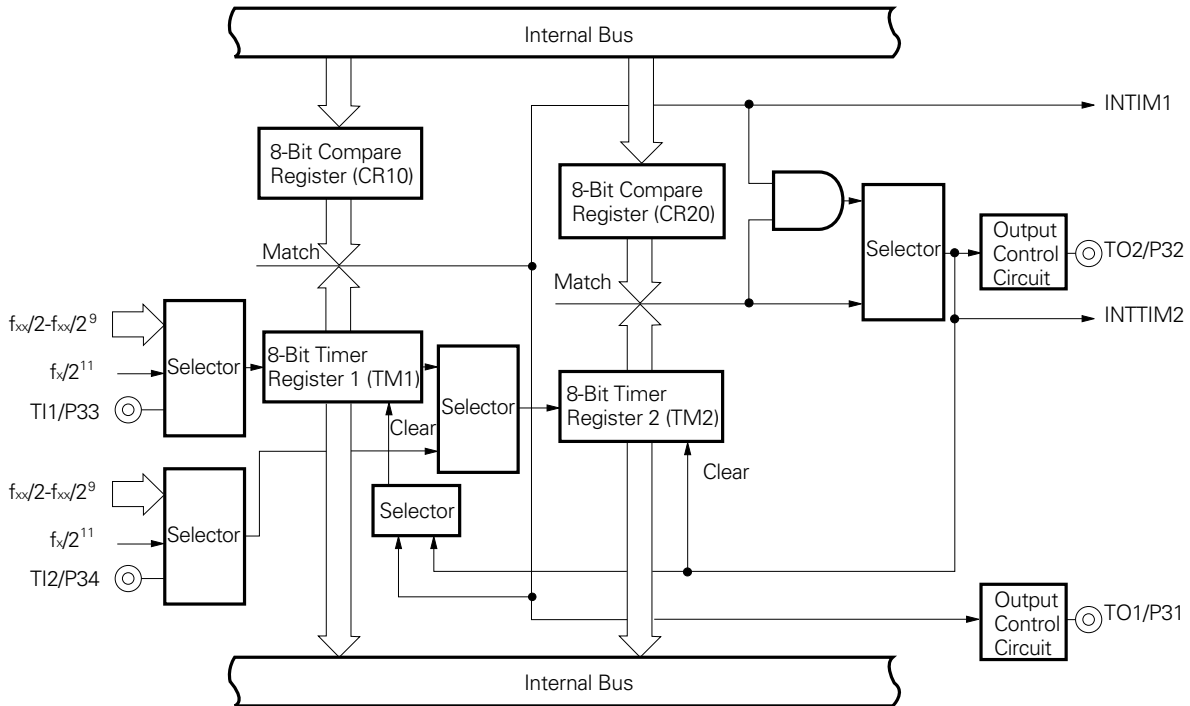 Internal Bus
INTIM1
8-Bit Compare
Register (CR10)
8-Bit Compare
Register (CR20)
Selector
Output
Control
Circuit
TO2/P32
Match
Match
INTTIM2
fxx/2-fxx/2⁹
fx/2¹¹
TI1/P33
Selector
8-Bit Timer
Register 1 (TM1)
Selector
8-Bit Timer
Register 2 (TM2)
Clear
Clear
fxx/2-fxx/2⁹
fx/2¹¹
TI2/P34
Selector
Selector
Output
Control
Circuit
TO1/P31
Internal Bus